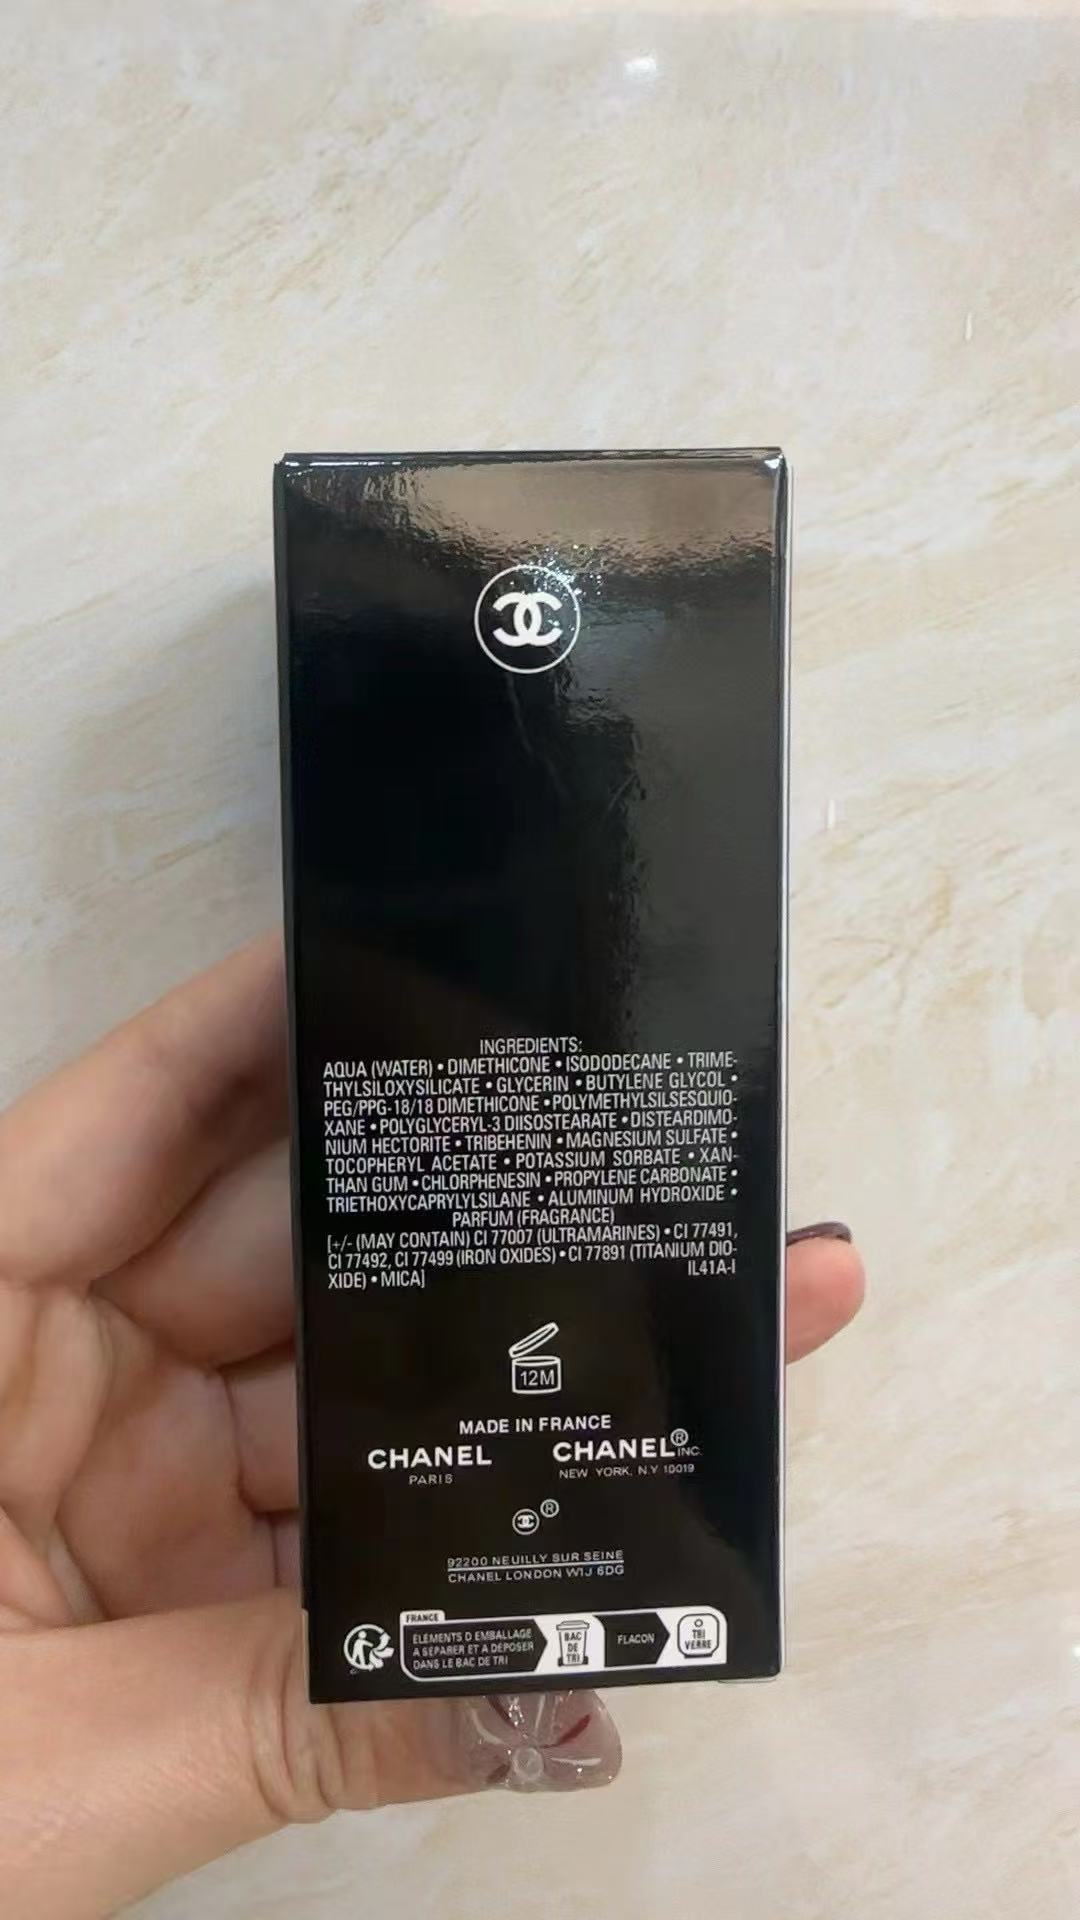 INGREDIENTS:
AQUA (WATER) • DIMETHICONE • ISODODECANE • TRIME-
THYLSILOXYSILICATE • GLYCERIN • BUTYLENE GLYCOL •
PEG/PPG-18/18 DIMETHICONE • POLYMETHYLSILSESQUIO-
XANE • POLYGLYCERYL-3 DIISOSTEARATE • DISTEARDIMO-
NIUM HECTORITE • TRIBEHENIN • MAGNESIUM SULFATE •
TOCOPHERYL ACETATE • POTASSIUM SORBATE • XAN-
THAN GUM • CHLORPHENESIN • PROPYLENE CARBONATE •
TRIETHOXYCAPRYLYLSILANE • ALUMINUM HYDROXIDE •
PARFUM (FRAGRANCE)
[+/- (MAY CONTAIN) CI 77007 (ULTRAMARINES) • CI 77491,
CI 77492, CI 77499 (IRON OXIDES) • CI 77891 (TITANIUM DIO-
XIDE) • MICA] IL41A-I
12M
MADE IN FRANCE
CHANEL CHANEL® INC.
PARIS NEW YORK, N.Y 10019
®
92200 NEUILLY SUR SEINE
CHANEL LONDON W1J 6DG
FRANCE
ELEMENTS D EMBALLAGE
A SEPARER ET A DEPOSER
DANS LE BAC DE TRI
BAC
DE
TRI
FLACON
TRI
VERRE